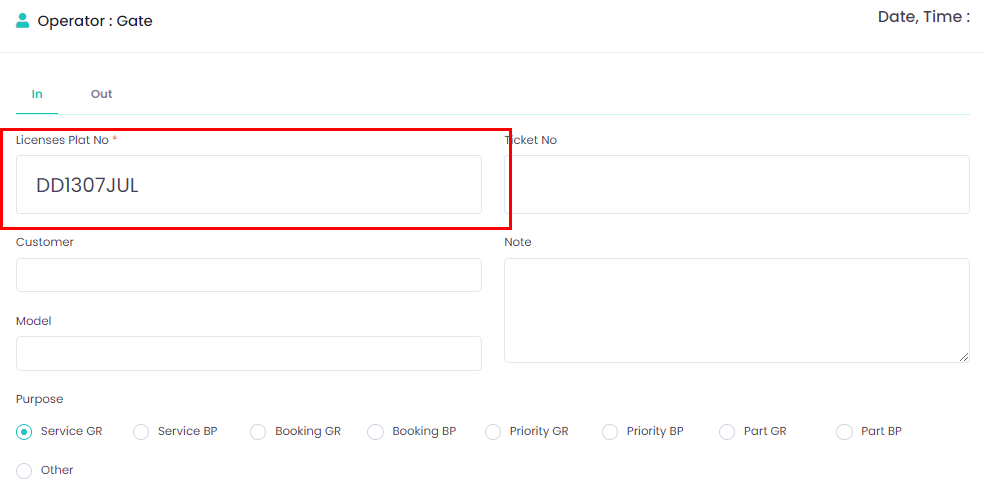 Operator : Gate
Date, Time :
In Out
Licenses Plat No *
Ticket No
DD1307JUL
Customer
Note
Model
Purpose
Service GR Service BP Booking GR Booking BP Priority GR Priority BP Part GR Part BP
Other